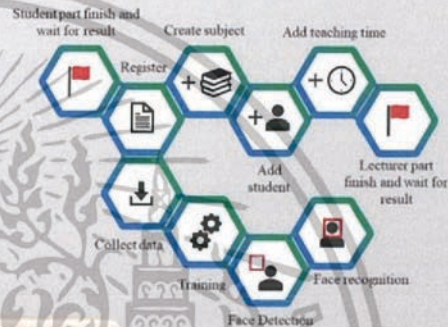 Student part finish and
wait for result
Create subject
Add teaching time
Register
Add
student
Lecturer part
finish and wait for
result
Collect data
Training
Face recognition
Face Detection